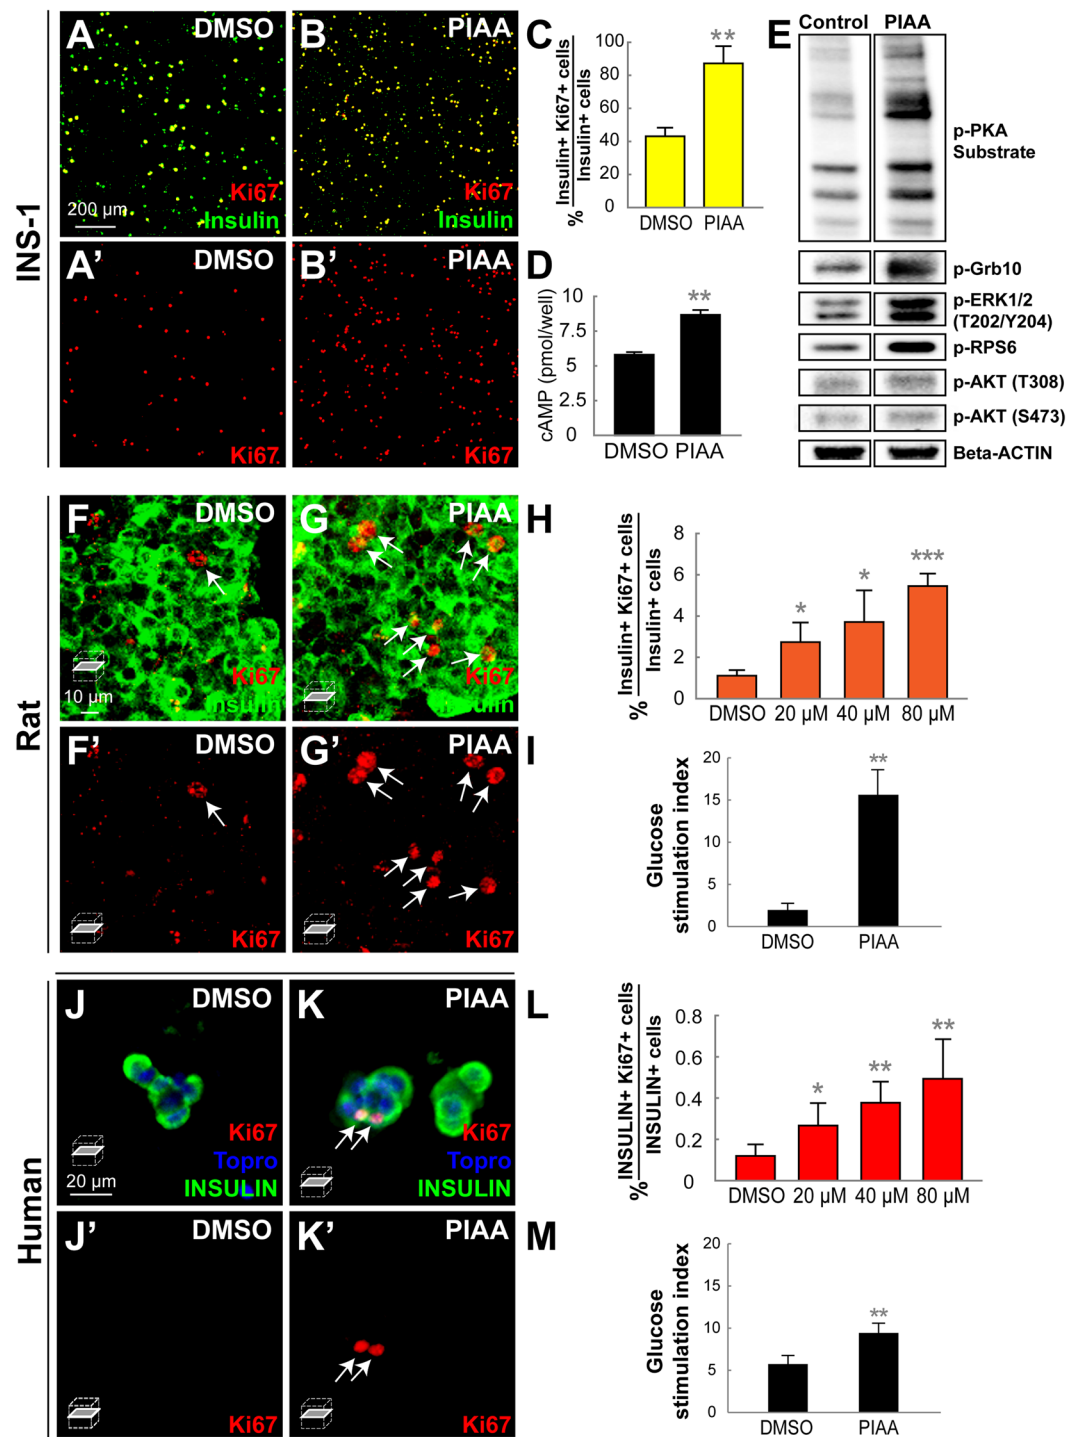 INS-1
A
DMSO
Ki67
Insulin
200 µm
B
PIAA
Ki67
Insulin
A’
DMSO
Ki67
B’
PIAA
Ki67
C
% Insulin+ Ki67+ cells
Insulin+ cells
100
80
60
40
20
0
DMSO PIAA
**
D
cAMP (pmol/well)
10
7.5
5
2.5
0
DMSO PIAA
**
E
Control PIAA
p-PKA
Substrate
p-Grb10
p-ERK1/2
(T202/Y204)
p-RPS6
p-AKT (T308)
p-AKT (S473)
Beta-ACTIN
Rat
F
DMSO
Ki67
Insulin
10 µm
G
PIAA
Ki67
Insulin
F’
DMSO
Ki67
G’
PIAA
Ki67
H
% Insulin+ Ki67+ cells
Insulin+ cells
8
6
4
2
0
DMSO 20 µM 40 µM 80 µM
*
*
***
I
Glucose
stimulation index
20
15
10
5
0
DMSO PIAA
**
Human
J
DMSO
Ki67
Topro
INSULIN
20 µm
K
PIAA
Ki67
Topro
INSULIN
J’
DMSO
Ki67
K’
PIAA
Ki67
L
% INSULIN+ Ki67+ cells
INSULIN+ cells
0.8
0.6
0.4
0.2
0
DMSO 20 µM 40 µM 80 µM
*
**
**
M
Glucose
stimulation index
20
15
10
5
0
DMSO PIAA
**